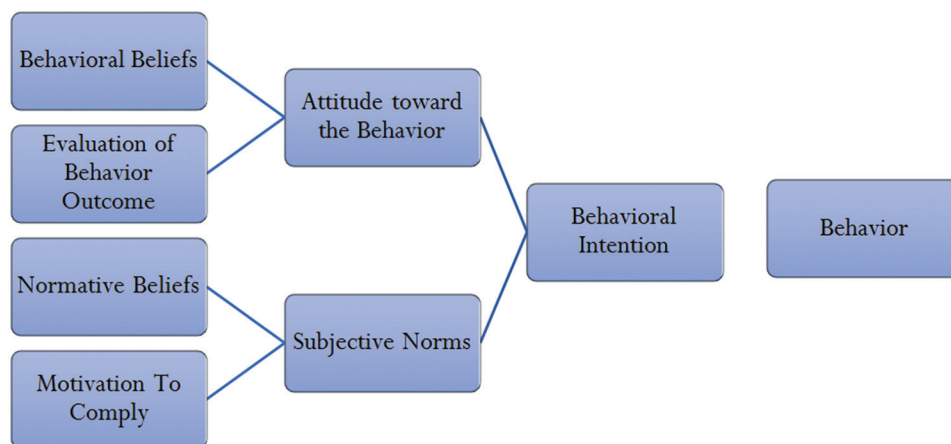 Behavioral Beliefs
Evaluation of
Behavior
Outcome
Normative Beliefs
Motivation To
Comply
Attitude toward
the Behavior
Subjective Norms
Behavioral
Intention
Behavior